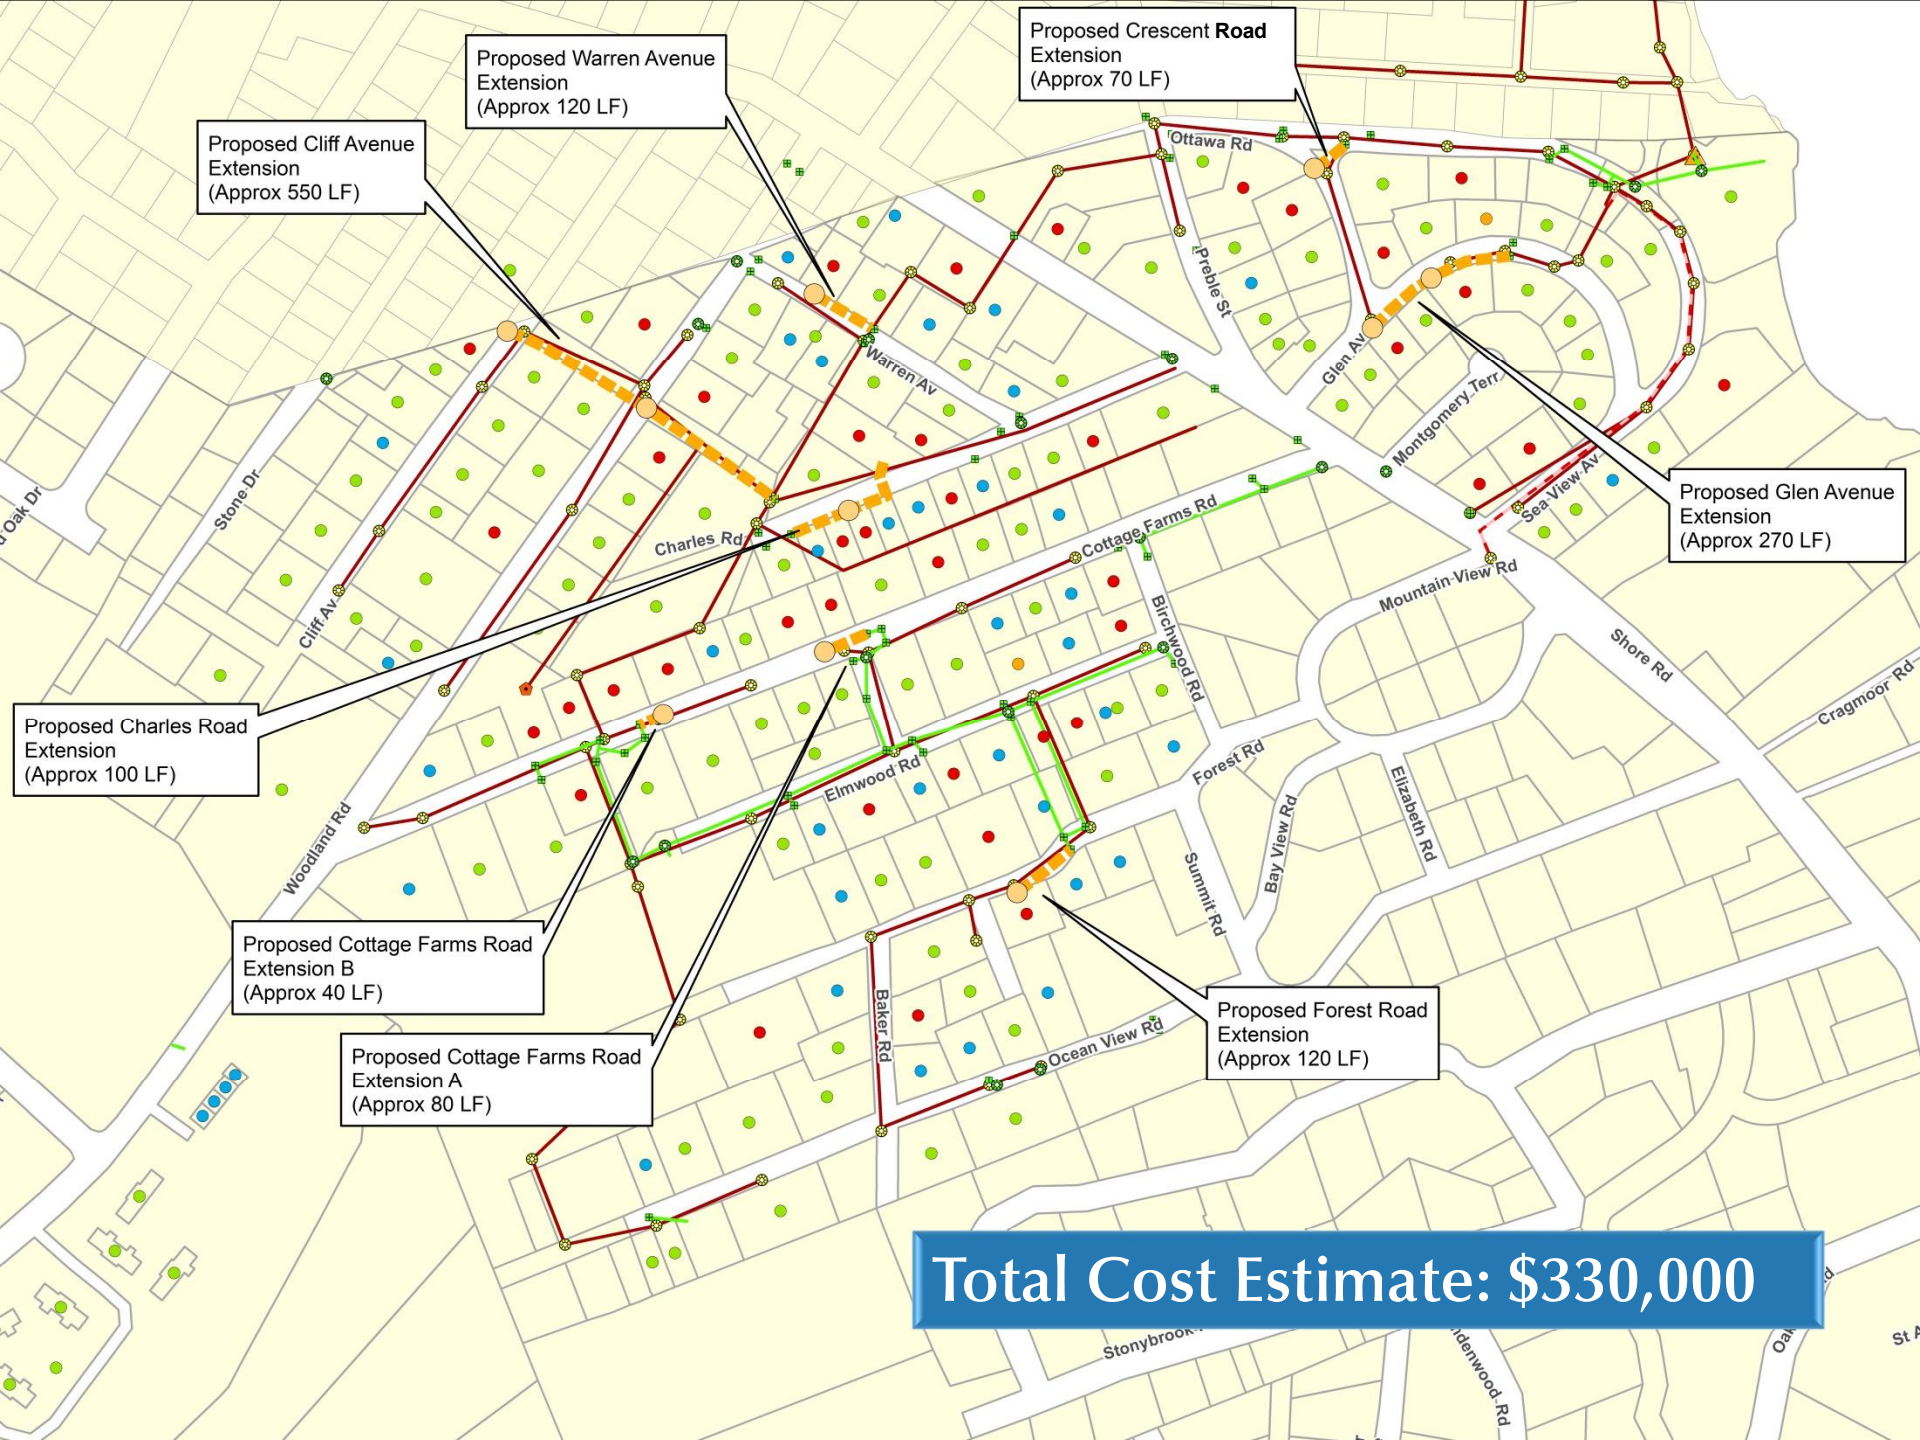 Proposed Crescent Road
Extension
(Approx 70 LF)
Proposed Warren Avenue
Extension
(Approx 120 LF)
Proposed Cliff Avenue
Extension
(Approx 550 LF)
Ottawa Rd
Preble St
Warren Av
Glen Av
Montgomery Terr
Sea View Av
Proposed Glen Avenue
Extension
(Approx 270 LF)
Stone Dr
Oak Dr
Charles Rd
Cottage Farms Rd
Mountain View Rd
Cliff Av
Birchwood Rd
Shore Rd
Cragmoor Rd
Proposed Charles Road
Extension
(Approx 100 LF)
Elmwood Rd
Forest Rd
Elizabeth Rd
Bay View Rd
Woodland Rd
Summit Rd
Proposed Cottage Farms Road
Extension B
(Approx 40 LF)
Proposed Cottage Farms Road
Extension A
(Approx 80 LF)
Baker Rd
Ocean View Rd
Proposed Forest Road
Extension
(Approx 120 LF)
Total Cost Estimate: $330,000
Stonybrook
denwood Rd
Oa
St A